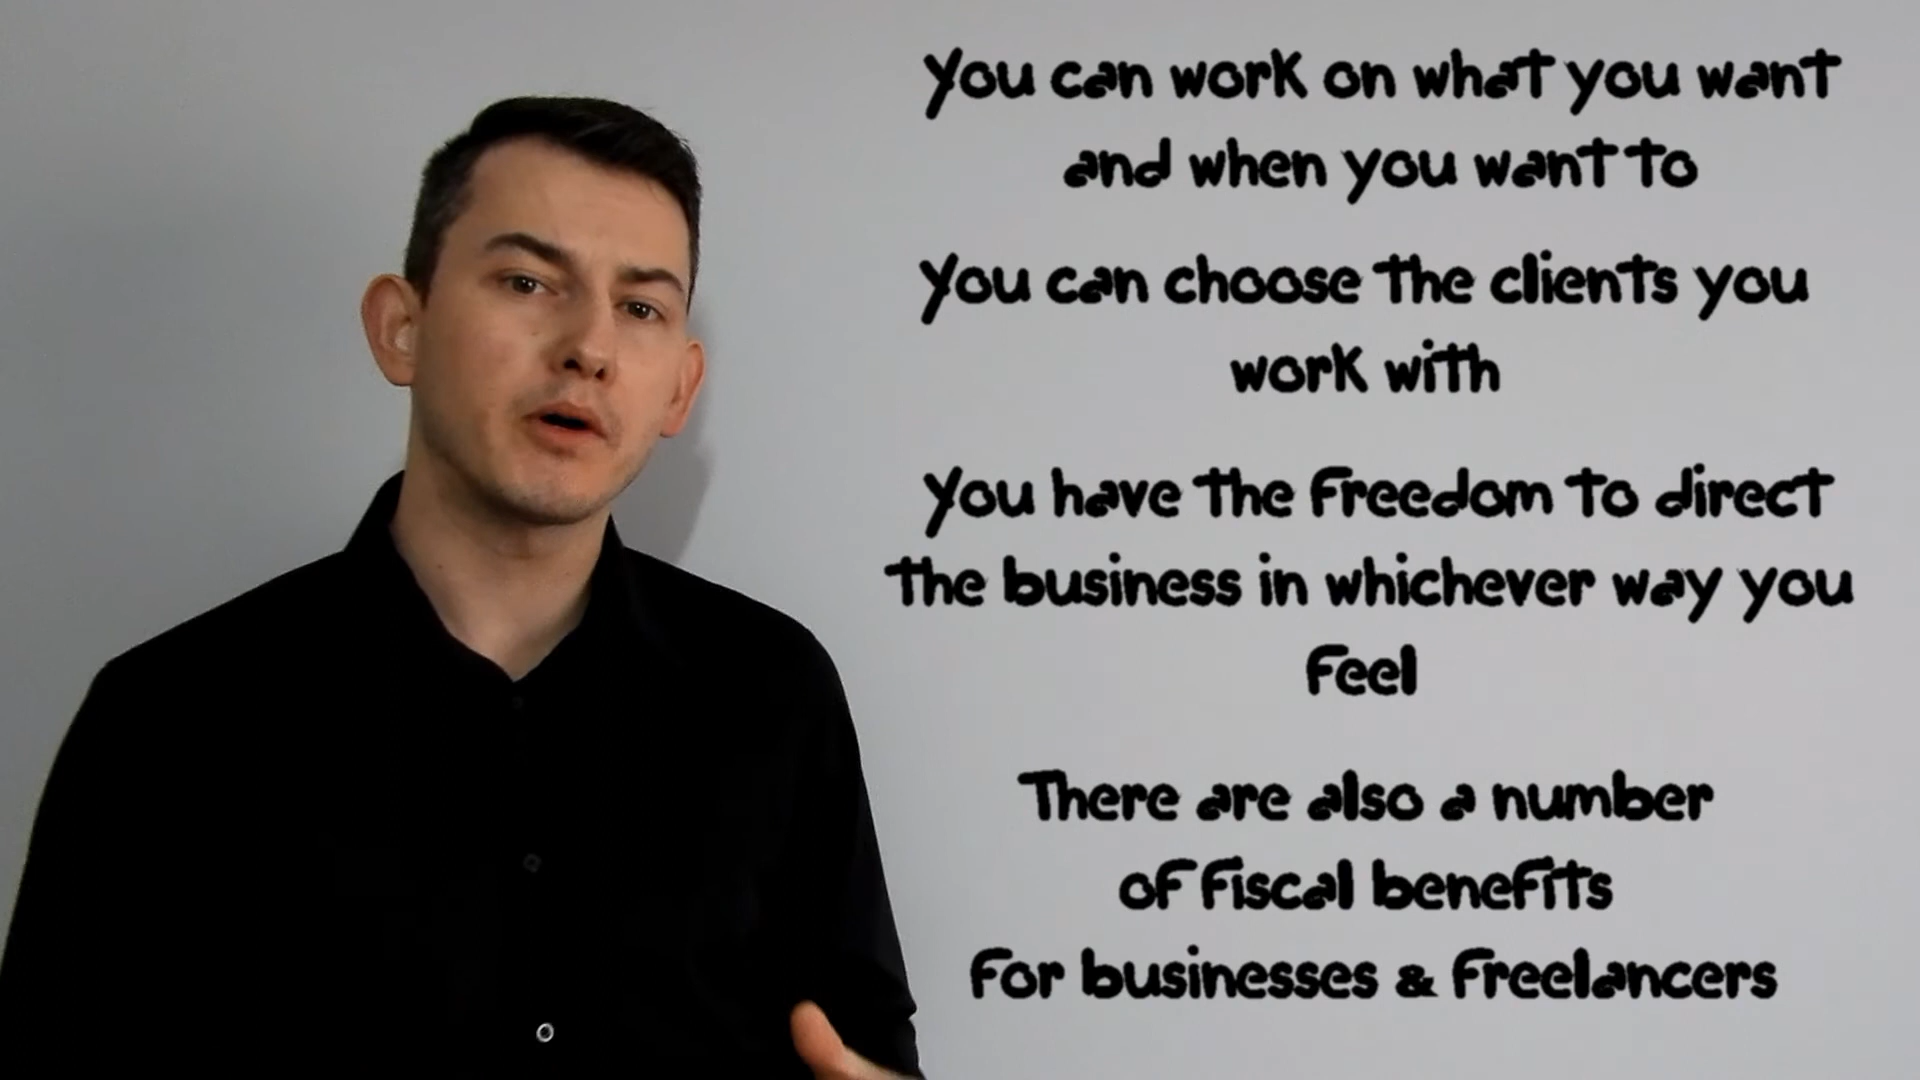 You can work on what you want
and when you want to
You can choose the clients you
work with
You have the freedom to direct
the business in whichever way you
feel
There are also a number
of fiscal benefits
for businesses & freelancers